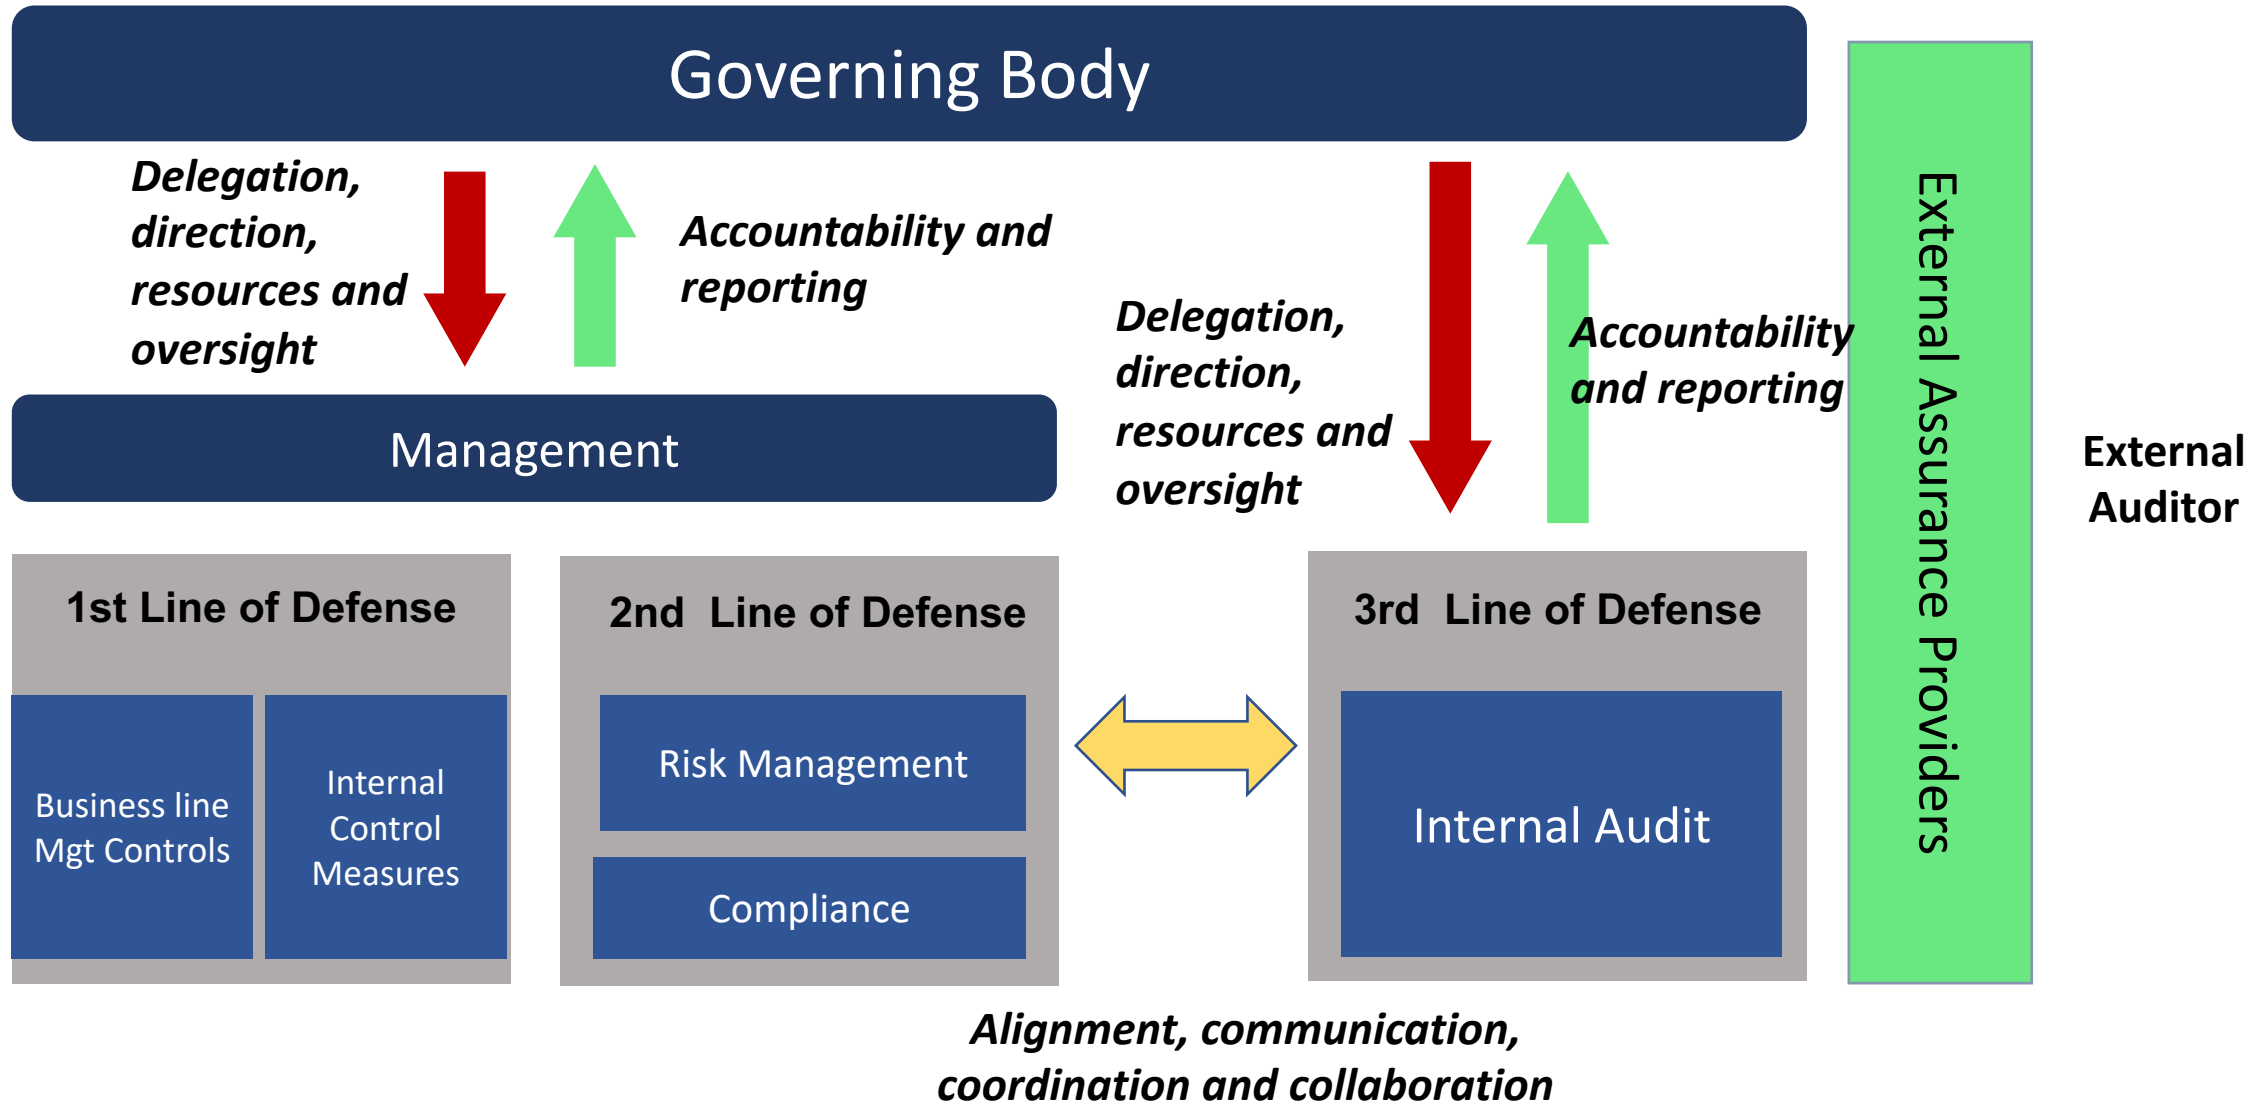 Governing Body
Delegation,
direction,
resources and
oversight
Accountability and
reporting
Delegation,
direction,
resources and
oversight
Accountability
and reporting
Management
1st Line of Defense
Business line
Mgt Controls
Internal
Control
Measures
2nd  Line of Defense
Risk Management
Compliance
3rd  Line of Defense
Internal Audit
Alignment, communication,
coordination and collaboration
External Assurance Providers
External
Auditor